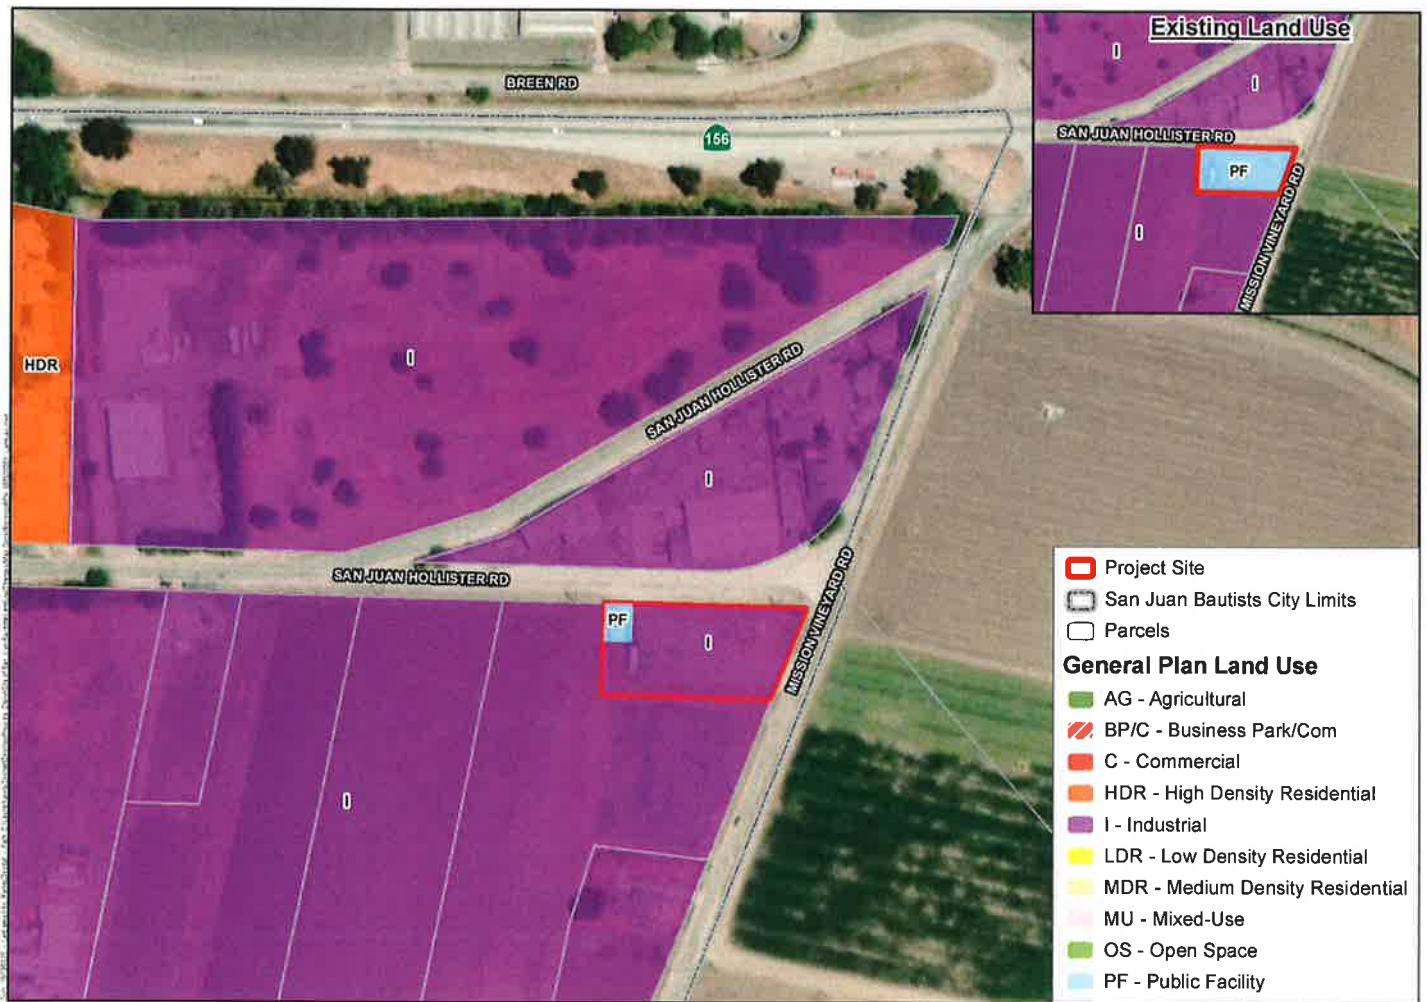 Existing Land Use
I
I
SAN JUAN HOLLISTER RD
PF
I
MISSION VINEYARD RD
BREEN RD
156
HDR
I
SAN JUAN HOLLISTER RD
I
SAN JUAN HOLLISTER RD
MISSION VINEYARD RD
PF
I
I
Project Site
San Juan Bautists City Limits
Parcels
General Plan Land Use
AG - Agricultural
BP/C - Business Park/Com
C - Commercial
HDR - High Density Residential
I - Industrial
LDR - Low Density Residential
MDR - Medium Density Residential
MU - Mixed-Use
OS - Open Space
PF - Public Facility